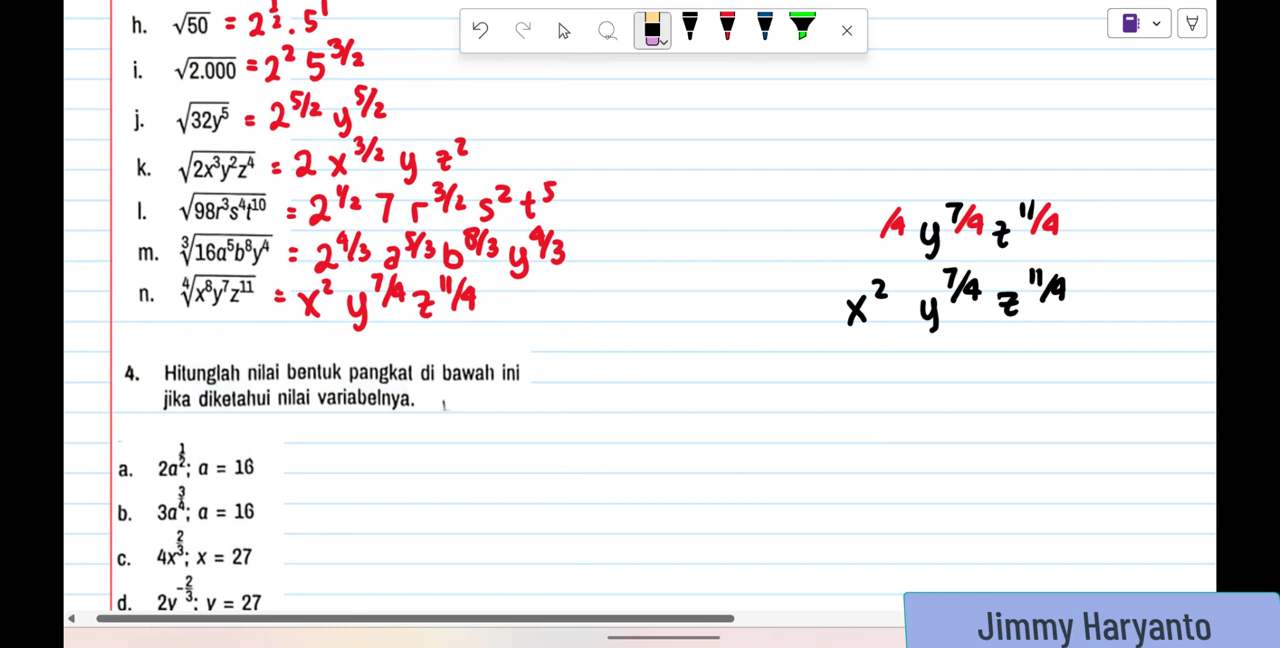 h. √50 = 2^1/2 . 5^1
i. √2.000 = 2^2 5^3/2
j. √32y^5 = 2^5/2 y^5/2
k. √2x^3y^2z^4 = 2 x^3/2 y z^2
l. √98r^3s^4t^10 = 2^1/2 7 r^3/2 s^2 t^5
/4 y^7/4 z^11/4
m. ∛16a^5b^8y^4 = 2^4/3 a^5/3 b^8/3 y^4/3
n. ∜x^8y^7z^11 = x^2 y^7/4 z^11/4
x^2 y^7/4 z^11/4
4. Hitunglah nilai bentuk pangkat di bawah ini
jika diketahui nilai variabelnya.
a. 2a^1/2; a = 16
b. 3a^3/4; a = 16
c. 4x^2/3; x = 27
d. 2v^-2/3: v = 27
Jimmy Haryanto